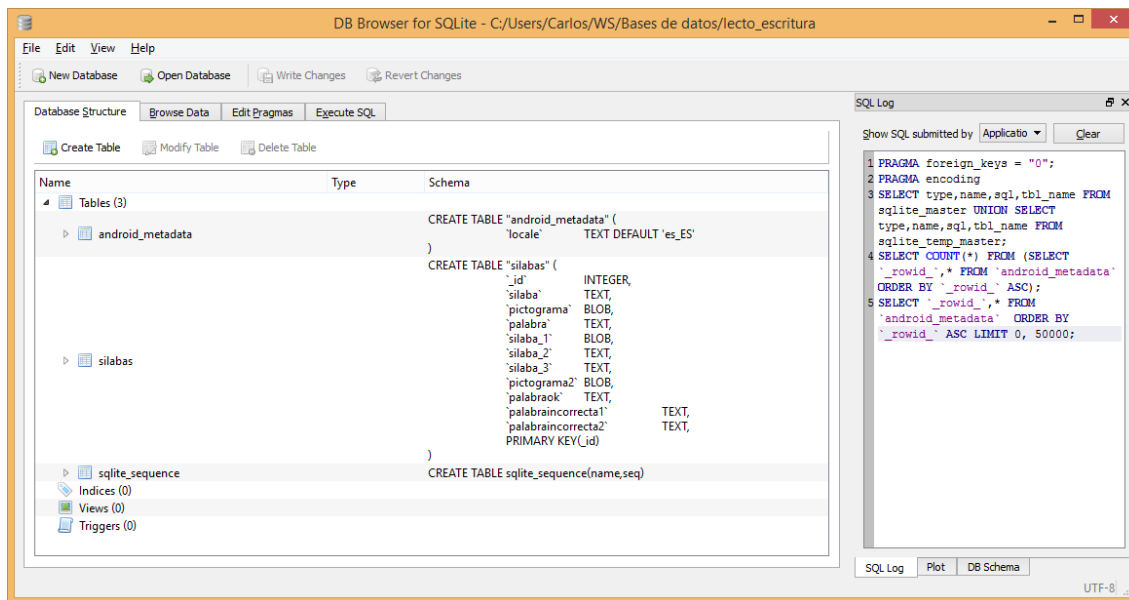 DB Browser for SQLite - C:/Users/Carlos/WS/Bases de datos/lecto_escritura
File Edit View Help
New Database Open Database Write Changes Revert Changes
Database Structure Browse Data Edit Pragmas Execute SQL
Create Table Modify Table Delete Table
Name Type Schema
Tables (3)
android_metadata
CREATE TABLE "android_metadata" (
`locale` TEXT DEFAULT 'es_ES'
)
silabas
CREATE TABLE "silabas" (
`_id` INTEGER,
`silaba` TEXT,
`pictograma` BLOB,
`palabra` TEXT,
`silaba_1` BLOB,
`silaba_2` TEXT,
`silaba_3` TEXT,
`pictograma2` BLOB,
`palabraok` TEXT,
`palabraincorrecta1` TEXT,
`palabraincorrecta2` TEXT,
PRIMARY KEY(_id)
)
sqlite_sequence CREATE TABLE sqlite_sequence(name,seq)
Indices (0)
Views (0)
Triggers (0)
SQL Log
Show SQL submitted by Applicatio Clear
1 PRAGMA foreign_keys = "0";
2 PRAGMA encoding
3 SELECT type,name,sql,tbl_name FROM
sqlite_master UNION SELECT
type,name,sql,tbl_name FROM
sqlite_temp_master;
4 SELECT COUNT(*) FROM (SELECT
`_rowid_`,* FROM `android_metadata`
ORDER BY `_rowid_` ASC);
5 SELECT `_rowid_`,* FROM
`android_metadata` ORDER BY
`_rowid_` ASC LIMIT 0, 50000;
SQL Log Plot DB Schema
UTF-8